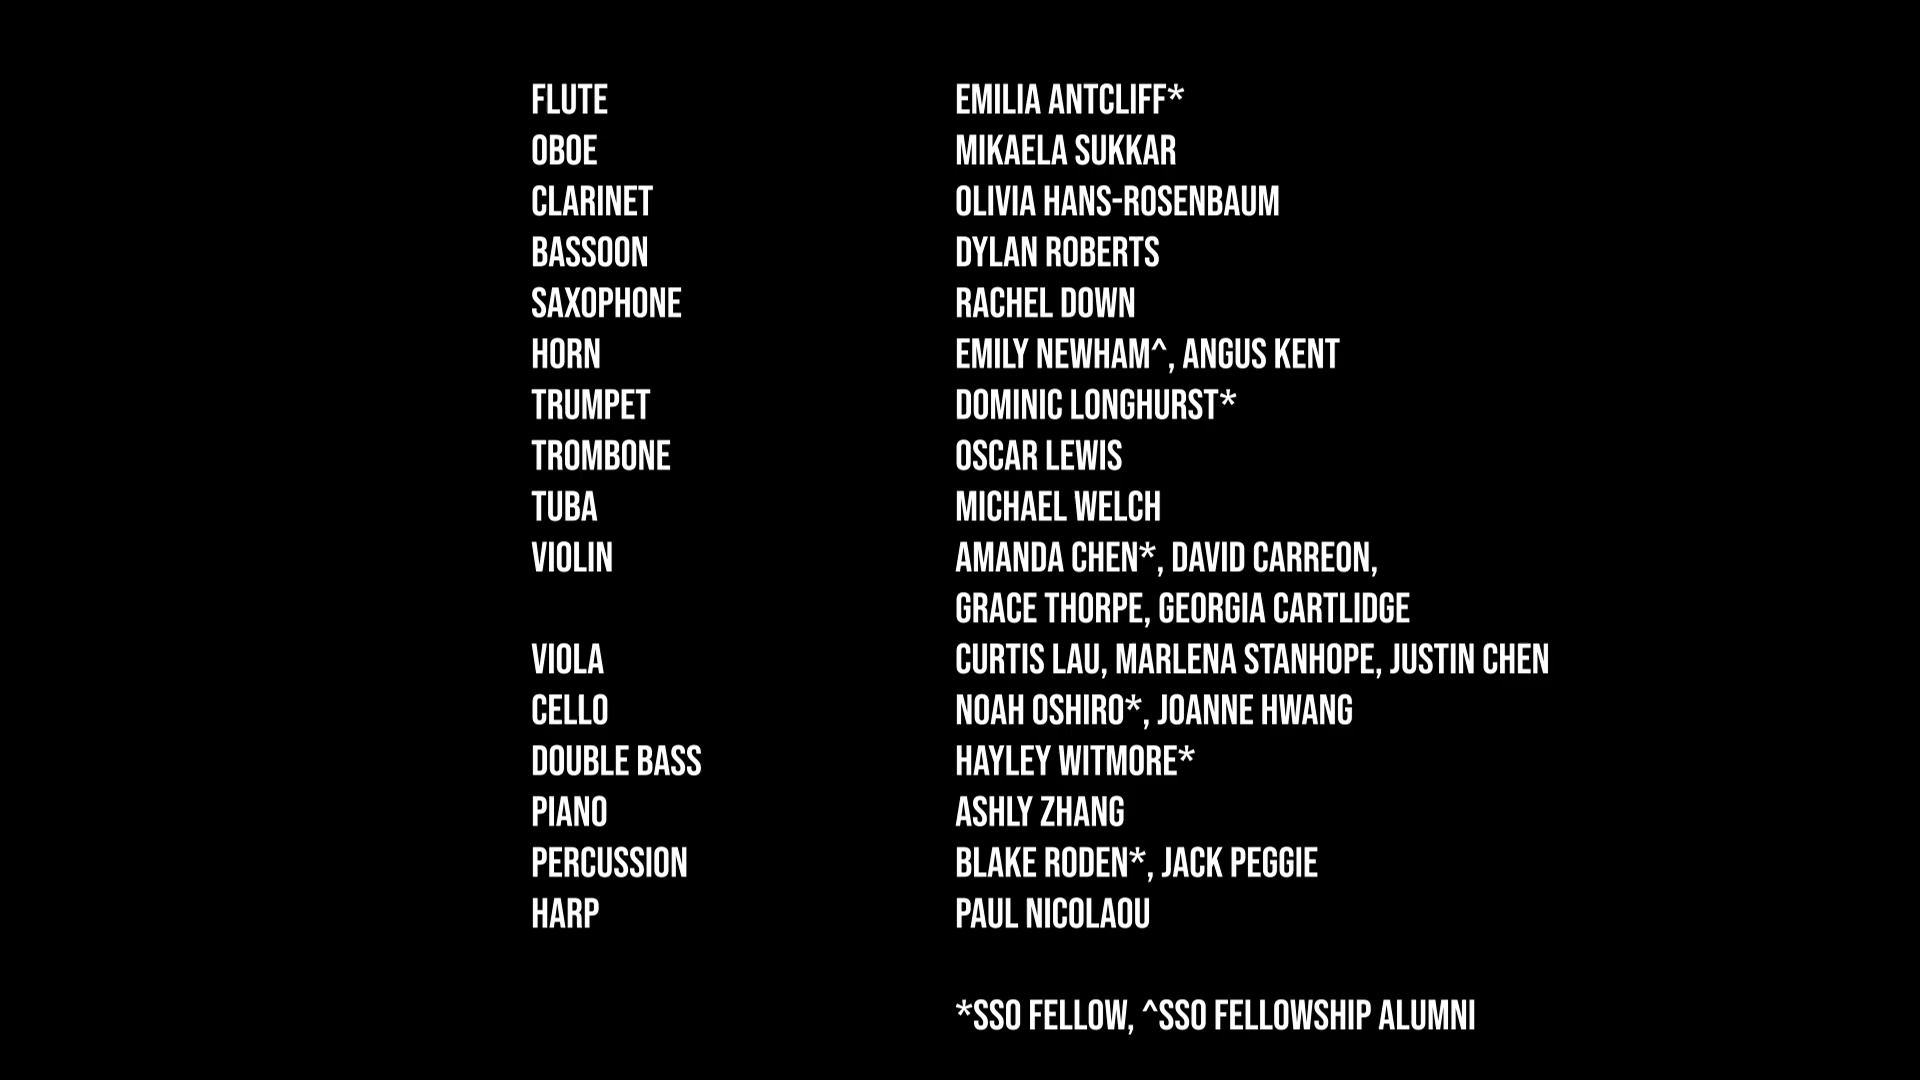 FLUTE EMILIA ANTCLIFF*
OBOE MIKAELA SUKKAR
CLARINET OLIVIA HANS-ROSENBAUM
BASSOON DYLAN ROBERTS
SAXOPHONE RACHEL DOWN
HORN EMILY NEWHAM^, ANGUS KENT
TRUMPET DOMINIC LONGHURST*
TROMBONE OSCAR LEWIS
TUBA MICHAEL WELCH
VIOLIN AMANDA CHEN*, DAVID CARREON,
GRACE THORPE, GEORGIA CARTLIDGE
VIOLA CURTIS LAU, MARLENA STANHOPE, JUSTIN CHEN
CELLO NOAH OSHIRO*, JOANNE HWANG
DOUBLE BASS HAYLEY WITMORE*
PIANO ASHLY ZHANG
PERCUSSION BLAKE RODEN*, JACK PEGGIE
HARP PAUL NICOLAOU
*SSO FELLOW, ^SSO FELLOWSHIP ALUMNI